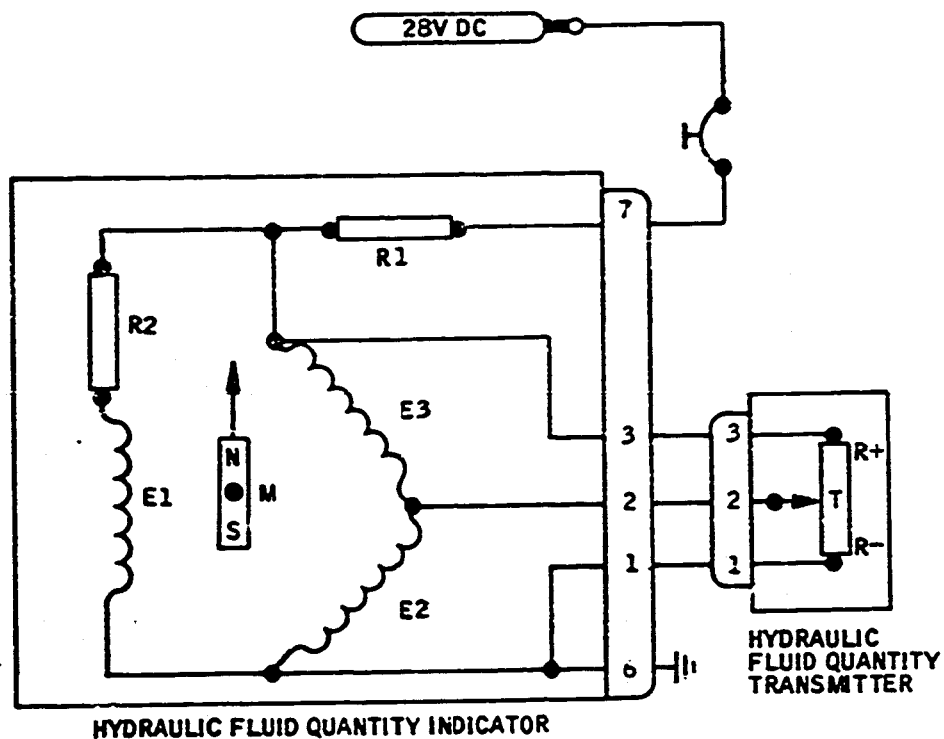 28V DC
7
R1
R2
E3
N
M
S
E1
E2
3
2
1
6
3
2
1
R+
T
R-
HYDRAULIC
FLUID QUANTITY
TRANSMITTER
HYDRAULIC FLUID QUANTITY INDICATOR